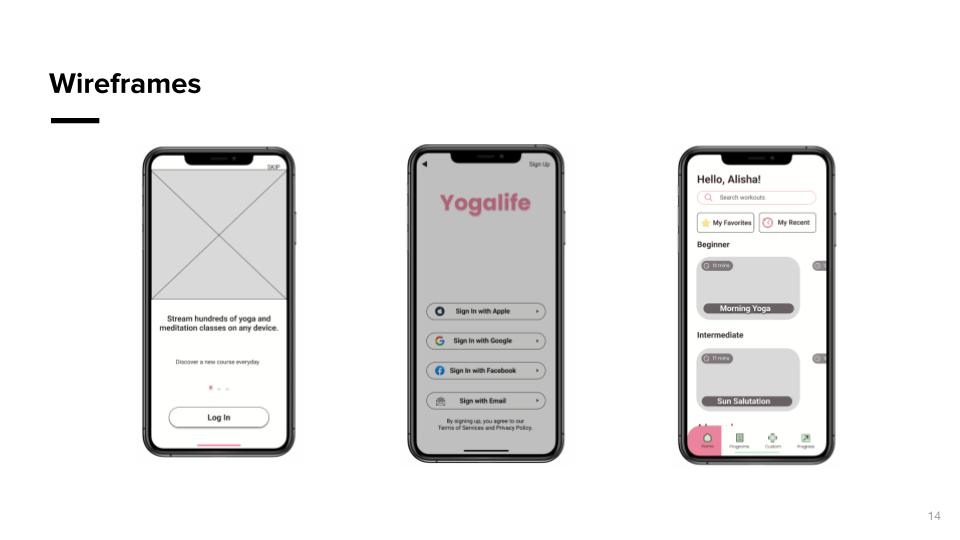 Wireframes
SKIP
Stream hundreds of yoga and
meditation classes on any device.
Discover a new course everyday
Log In
Sign Up
Yogalife
Sign In with Apple
Sign In with Google
Sign In with Facebook
Sign with Email
By signing up, you agree to our
Terms of Services and Privacy Policy.
Hello, Alisha!
Search workouts
My Favorites
My Recent
Beginner
Morning Yoga
Intermediate
17 mins
Sun Salutation
Home
Programs
Custom
Progress
14